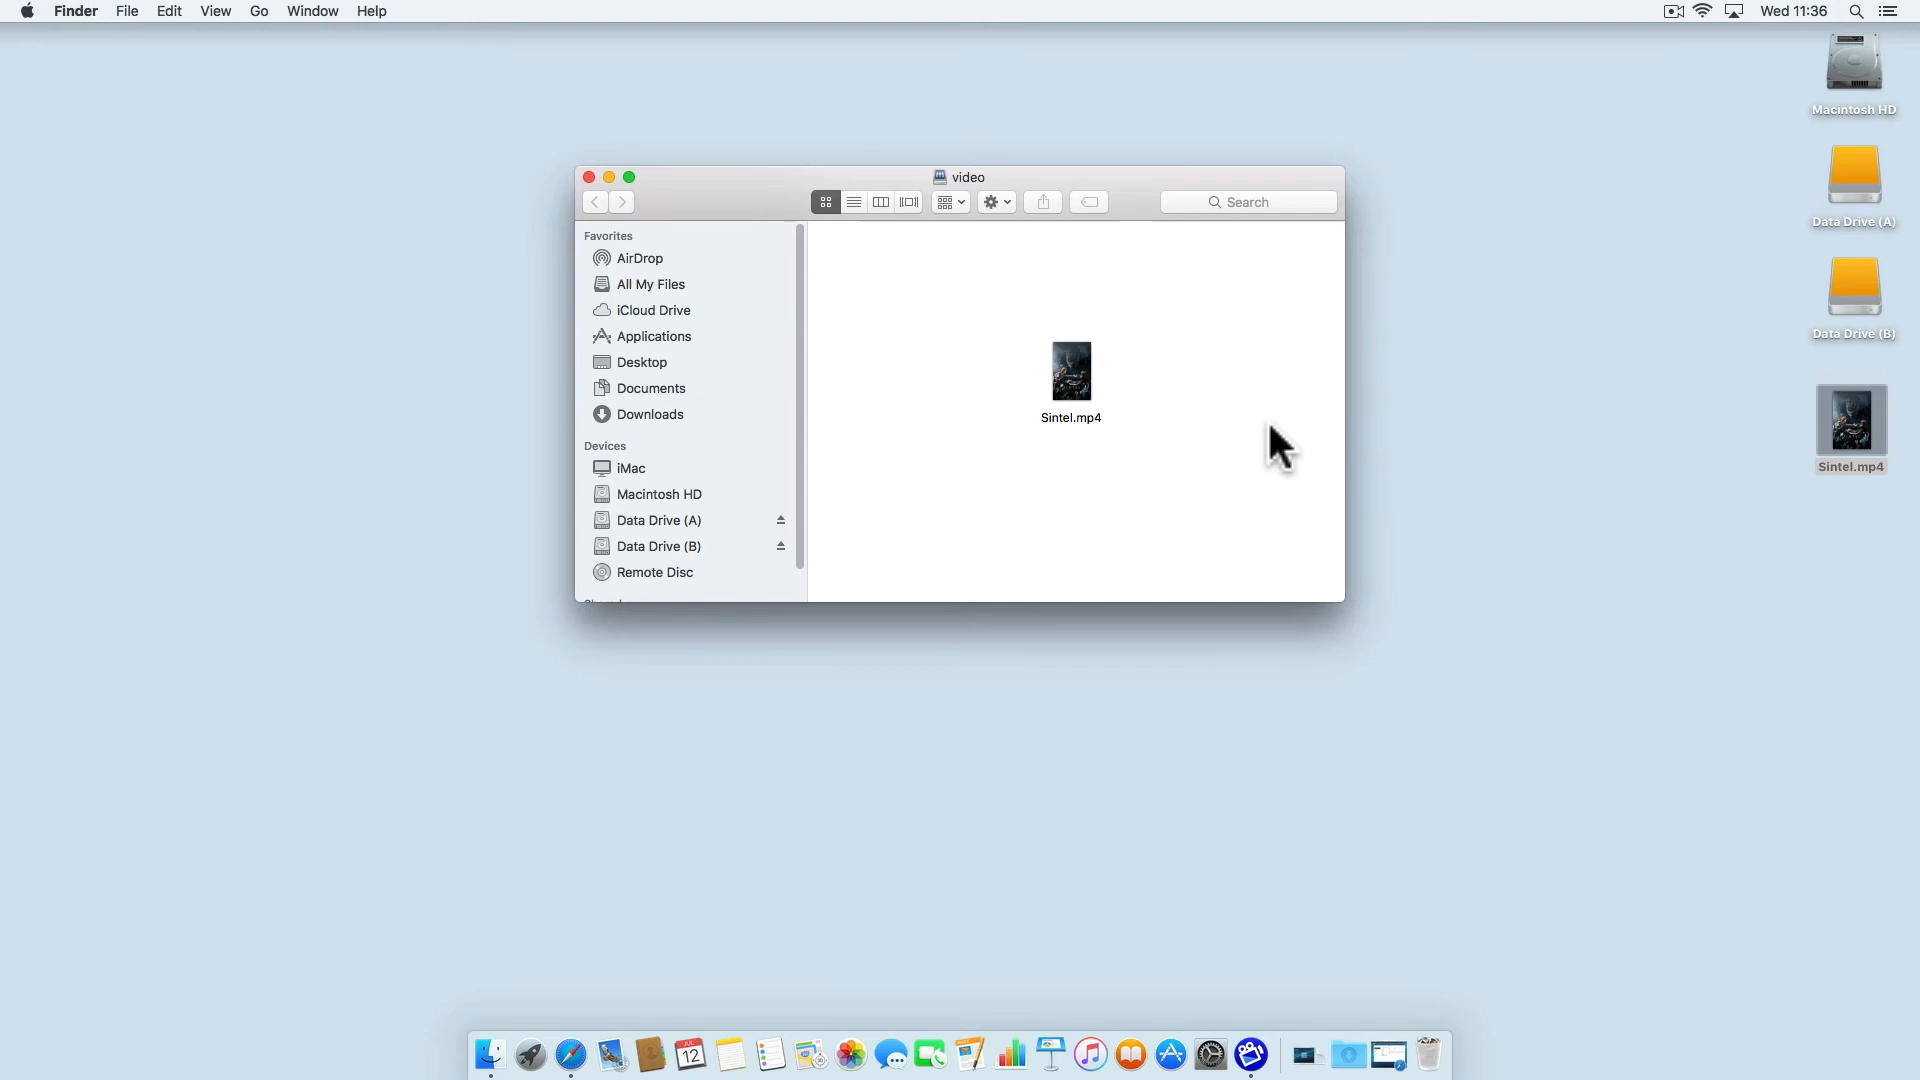 Finder File Edit View Go Window Help Wed 11:36
Macintosh HD
Data Drive (A)
Data Drive (B)
Sintel.mp4
video
Search
Favorites
AirDrop
All My Files
iCloud Drive
Applications
Desktop
Documents
Downloads
Devices
iMac
Macintosh HD
Data Drive (A)
Data Drive (B)
Remote Disc
Sintel.mp4
JUL
12